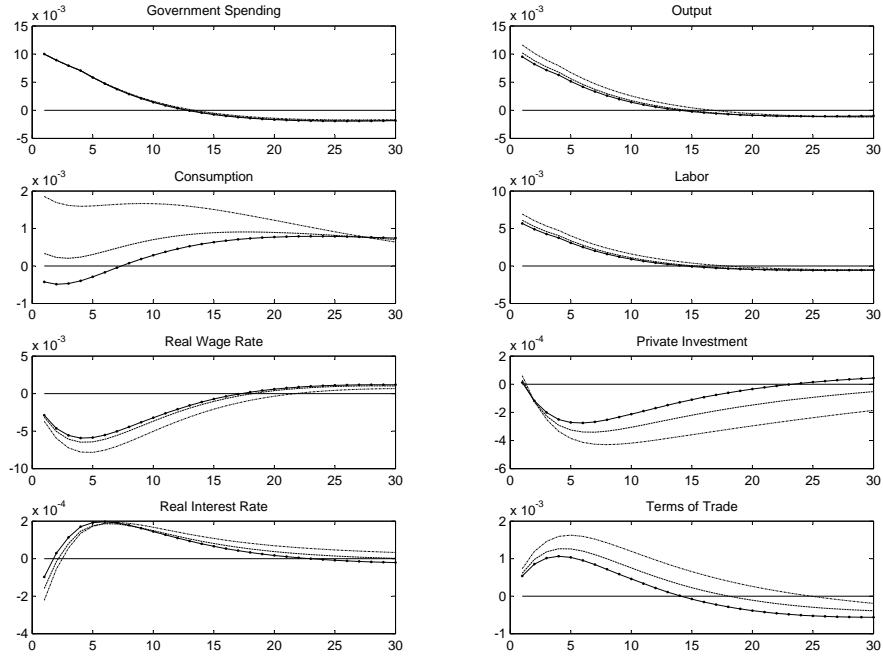 x 10⁻³
Government Spending
15
10
5
0
-5
0 5 10 15 20 25 30
x 10⁻³
Output
15
10
5
0
-5
0 5 10 15 20 25 30
x 10⁻³
Consumption
2
1
0
-1
0 5 10 15 20 25 30
x 10⁻³
Labor
10
5
0
-5
0 5 10 15 20 25 30
x 10⁻³
Real Wage Rate
5
0
-5
-10
0 5 10 15 20 25 30
x 10⁻⁴
Private Investment
2
0
-2
-4
-6
0 5 10 15 20 25 30
x 10⁻⁴
Real Interest Rate
2
0
-2
-4
0 5 10 15 20 25 30
x 10⁻³
Terms of Trade
2
1
0
-1
0 5 10 15 20 25 30